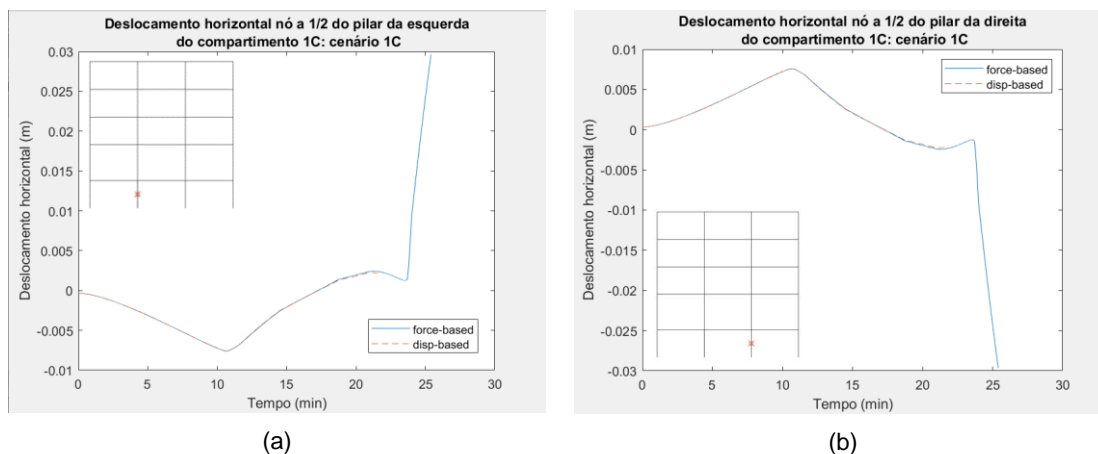 Deslocamento horizontal nó a 1/2 do pilar da esquerda
do compartimento 1C: cenário 1C
0.03
0.025
0.02
0.015
0.01
0.005
0
-0.005
-0.01
Deslocamento horizontal (m)
0 5 10 15 20 25 30
Tempo (min)
force-based
disp-based
(a)
Deslocamento horizontal nó a 1/2 do pilar da direita
do compartimento 1C: cenário 1C
0.01
0.005
0
-0.005
-0.01
-0.015
-0.02
-0.025
-0.03
Deslocamento horizontal (m)
0 5 10 15 20 25 30
Tempo (min)
force-based
disp-based
(b)